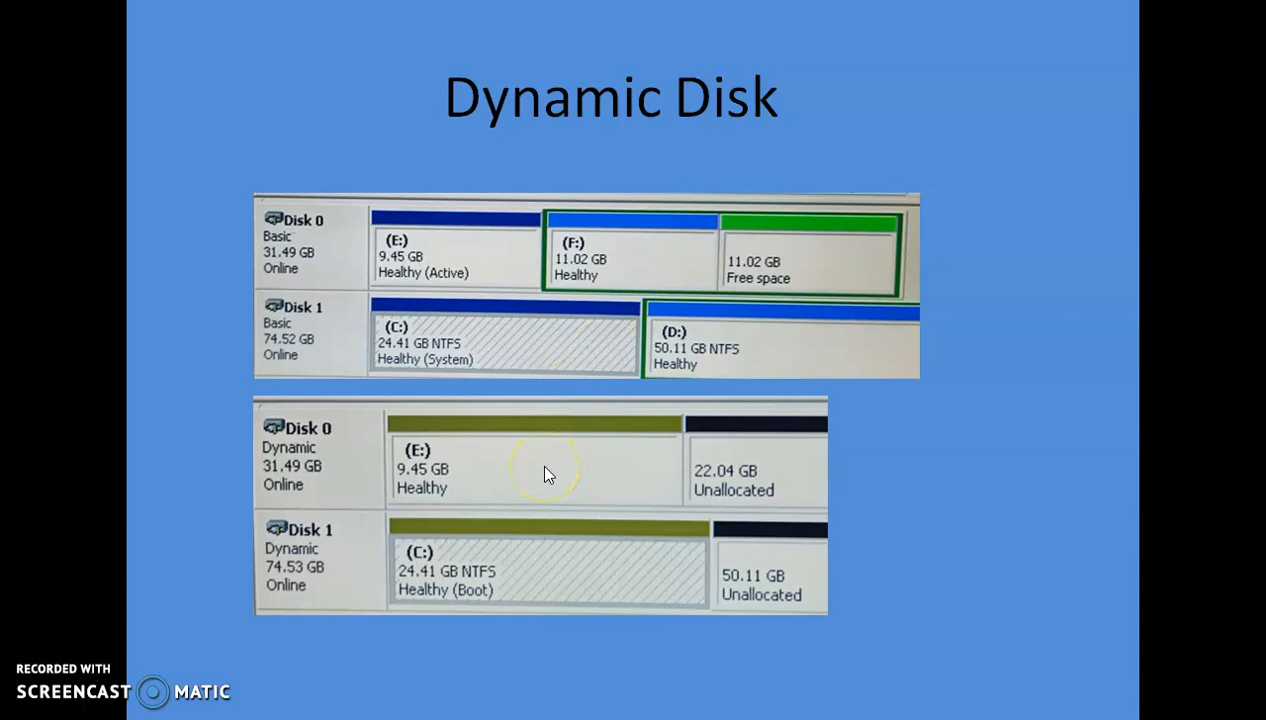 Dynamic Disk
Disk 0
Basic
31.49 GB
Online
(E:)
9.45 GB
Healthy (Active)
(F:)
11.02 GB
Healthy
11.02 GB
Free space
Disk 1
Basic
74.52 GB
Online
(C:)
24.41 GB NTFS
Healthy (System)
(D:)
50.11 GB NTFS
Healthy
Disk 0
Dynamic
31.49 GB
Online
(E:)
9.45 GB
Healthy
22.04 GB
Unallocated
Disk 1
Dynamic
74.53 GB
Online
(C:)
24.41 GB NTFS
Healthy (Boot)
50.11 GB
Unallocated
RECORDED WITH
SCREENCAST MATIC